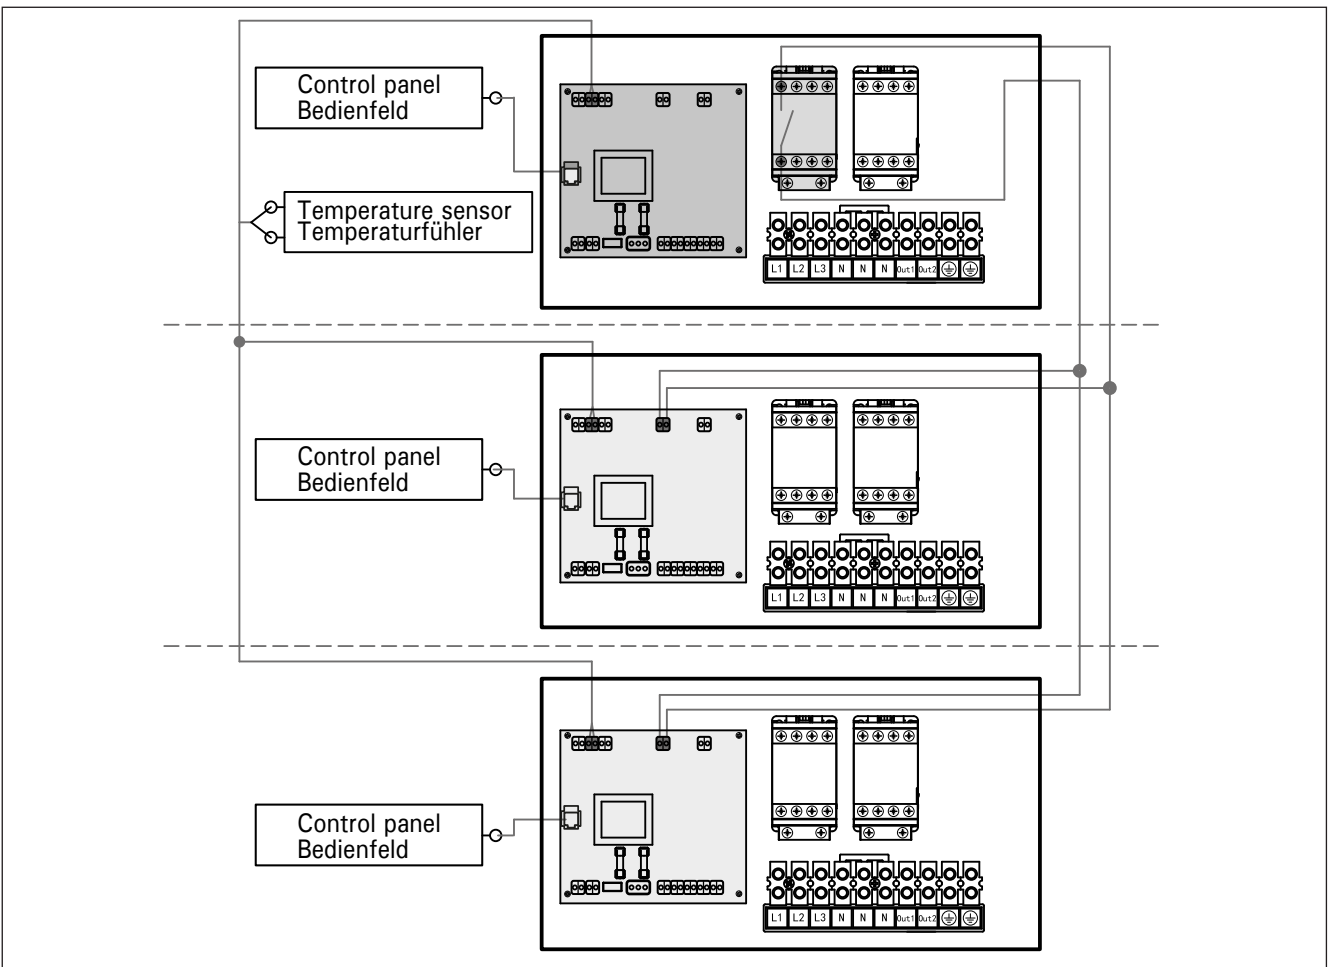 Control panel
Bedienfeld
Temperature sensor
Temperaturfühler
L1 L2 L3 N N N Out1 Out2
Control panel
Bedienfeld
L1 L2 L3 N N N Out1 Out2
Control panel
Bedienfeld
L1 L2 L3 N N N Out1 Out2